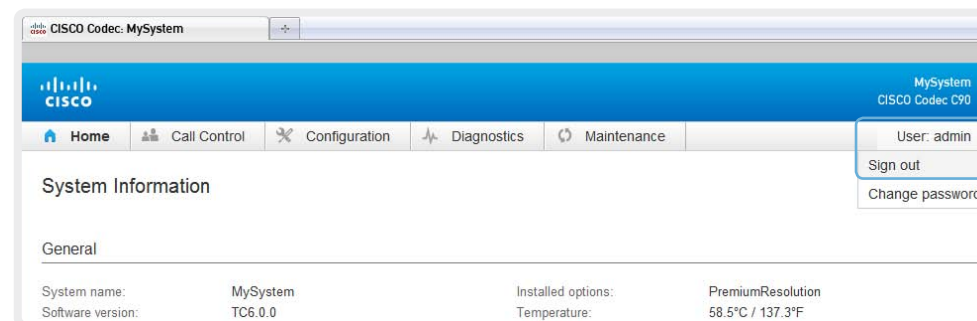 CISCO Codec: MySystem
CISCO
MySystem
CISCO Codec C90
Home Call Control Configuration Diagnostics Maintenance User: admin
Sign out
Change password
System Information
General
System name: MySystem Installed options: PremiumResolution
Software version: TC6.0.0 Temperature: 58.5°C / 137.3°F